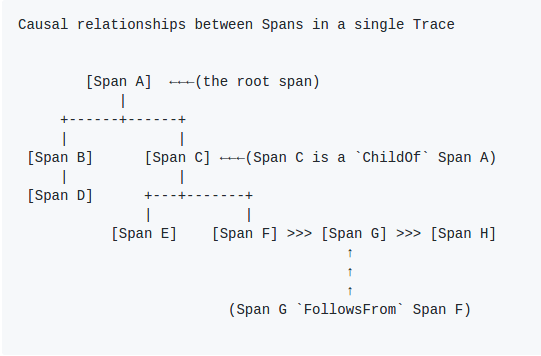 Causal relationships between Spans in a single Trace
[Span A] ←←←(the root span)
|
+------+------+
| |
[Span B] [Span C] ←←←(Span C is a `ChildOf` Span A)
| |
[Span D] +---+-------+
| |
[Span E] [Span F] >>> [Span G] >>> [Span H]
↑
↑
↑
(Span G `FollowsFrom` Span F)